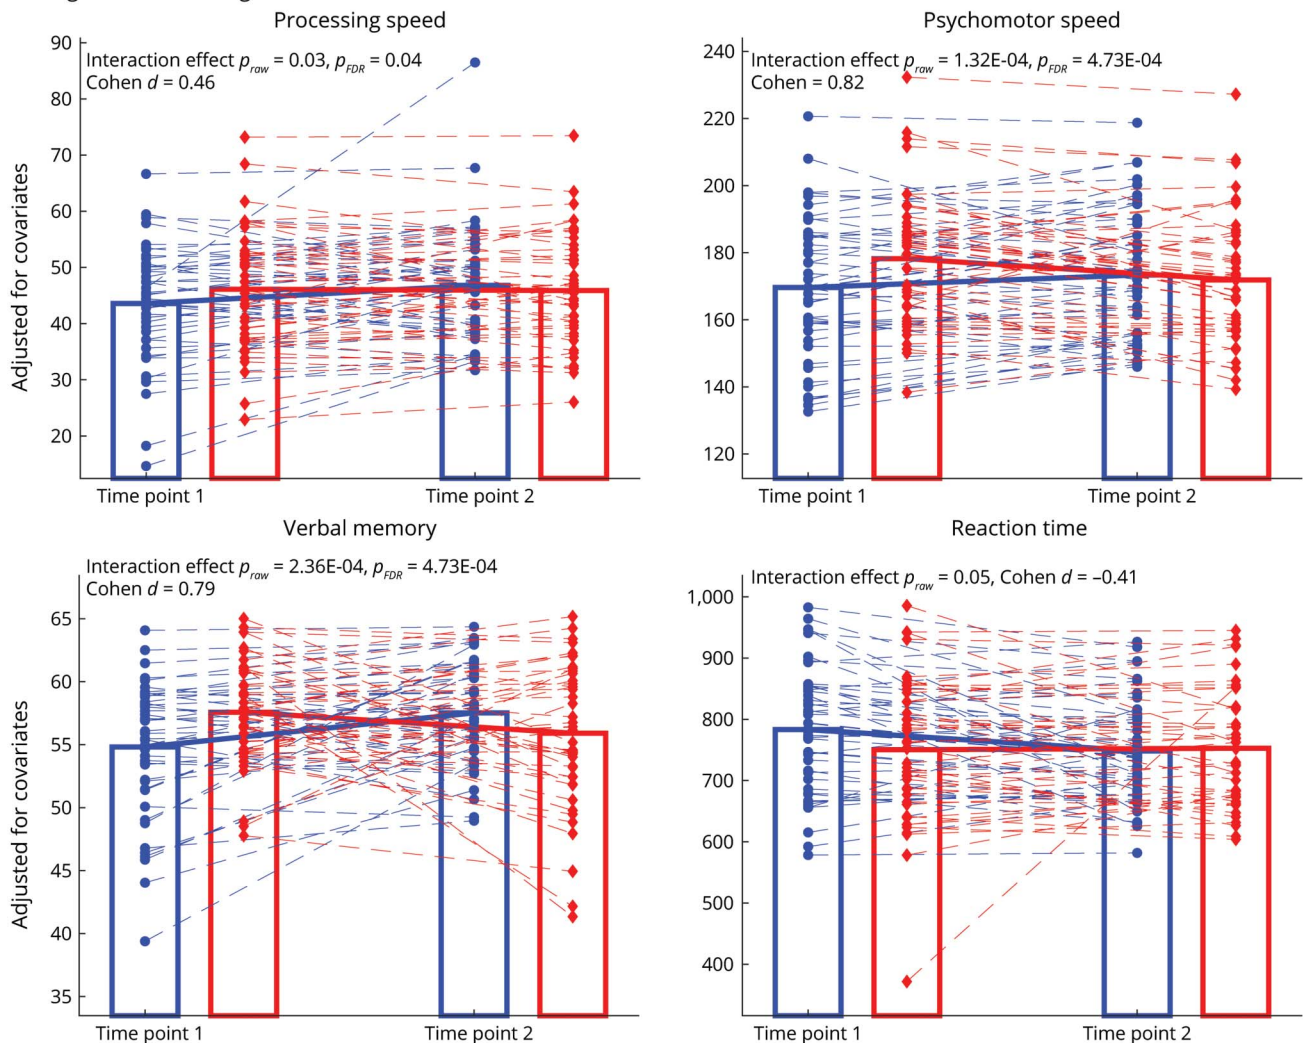 Processing speed
Interaction effect p_raw = 0.03, p_FDR = 0.04
Cohen d = 0.46
Adjusted for covariates
90
80
70
60
50
40
30
20
Time point 1
Time point 2
Psychomotor speed
Interaction effect p_raw = 1.32E-04, p_FDR = 4.73E-04
Cohen = 0.82
240
220
200
180
160
140
120
Time point 1
Time point 2
Verbal memory
Interaction effect p_raw = 2.36E-04, p_FDR = 4.73E-04
Cohen d = 0.79
Adjusted for covariates
65
60
55
50
45
40
35
Time point 1
Time point 2
Reaction time
Interaction effect p_raw = 0.05, Cohen d = –0.41
1,000
900
800
700
600
500
400
Time point 1
Time point 2